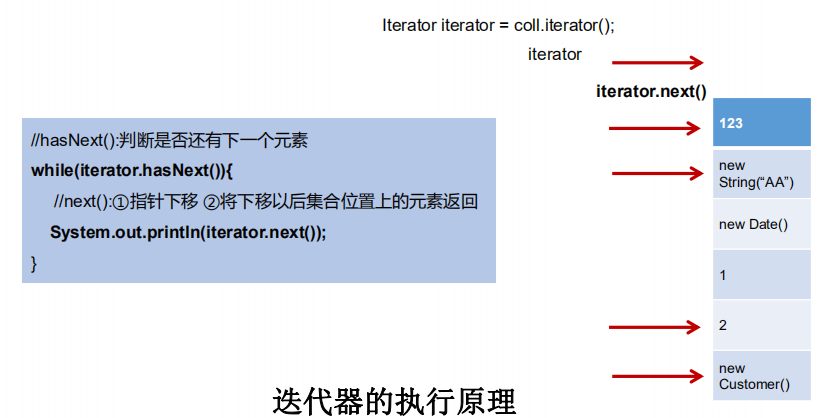 Iterator iterator = coll.iterator();
iterator
iterator.next()
//hasNext():判断是否还有下一个元素
while(iterator.hasNext()){
//next():①指针下移 ②将下移以后集合位置上的元素返回
System.out.println(iterator.next());
}
123
new
String(“AA”)
new Date()
1
2
new
Customer()
迭代器的执行原理